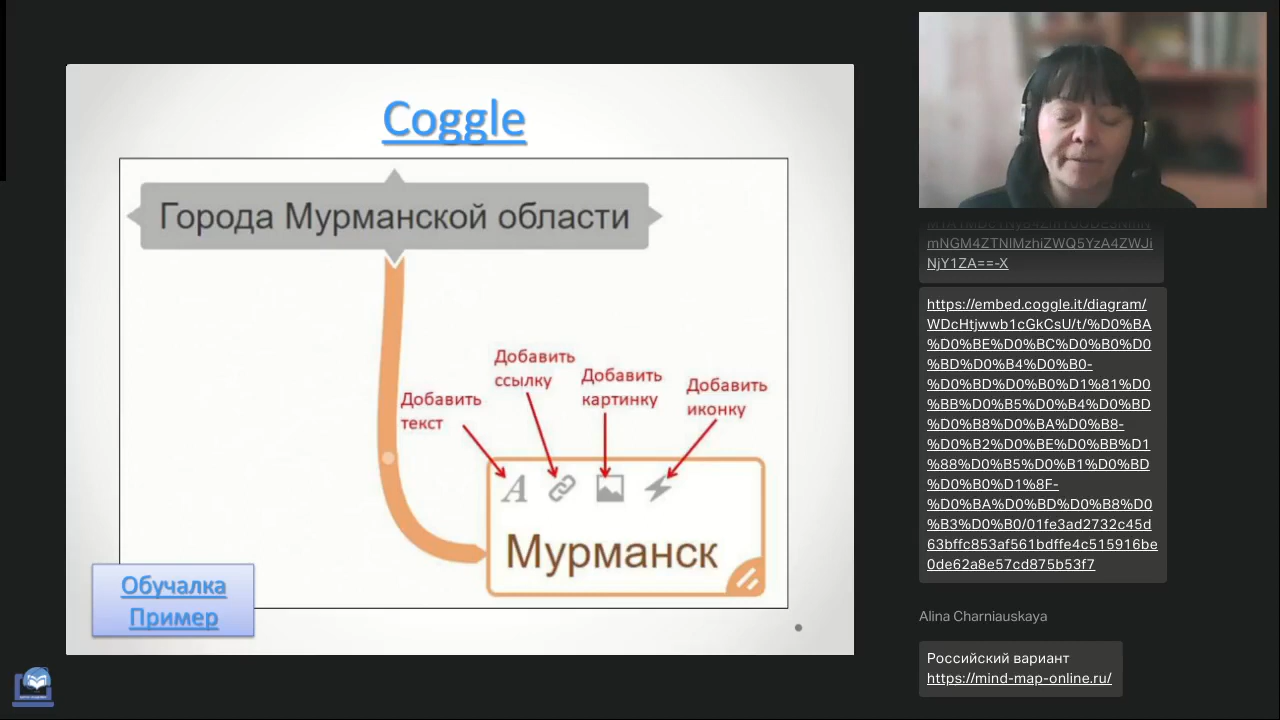 Coggle
Города Мурманской области
Добавить
ссылку
Добавить
картинку
Добавить
иконку
Добавить
текст
A
Мурманск
Обучалка
Пример
mNGM4ZTNlMzhiZWQ5YzA4ZWJi
NjY1ZA==-X
https://embed.coggle.it/diagram/
WDcHtjwwb1cGkCsU/t/%D0%BA
%D0%BE%D0%BC%D0%B0%D0
%BD%D0%B4%D0%B0-
%D0%BD%D0%B0%D1%81%D0
%BB%D0%B5%D0%B4%D0%BD
%D0%B8%D0%BA%D0%B8-
%D0%B2%D0%BE%D0%BB%D1
%88%D0%B5%D0%B1%D0%BD
%D0%B0%D1%8F-
%D0%BA%D0%BD%D0%B8%D0
%B3%D0%B0/01fe3ad2732c45d
63bffc853af561bdffe4c515916be
0de62a8e57cd875b53f7
Alina Charniauskaya
Российский вариант
https://mind-map-online.ru/